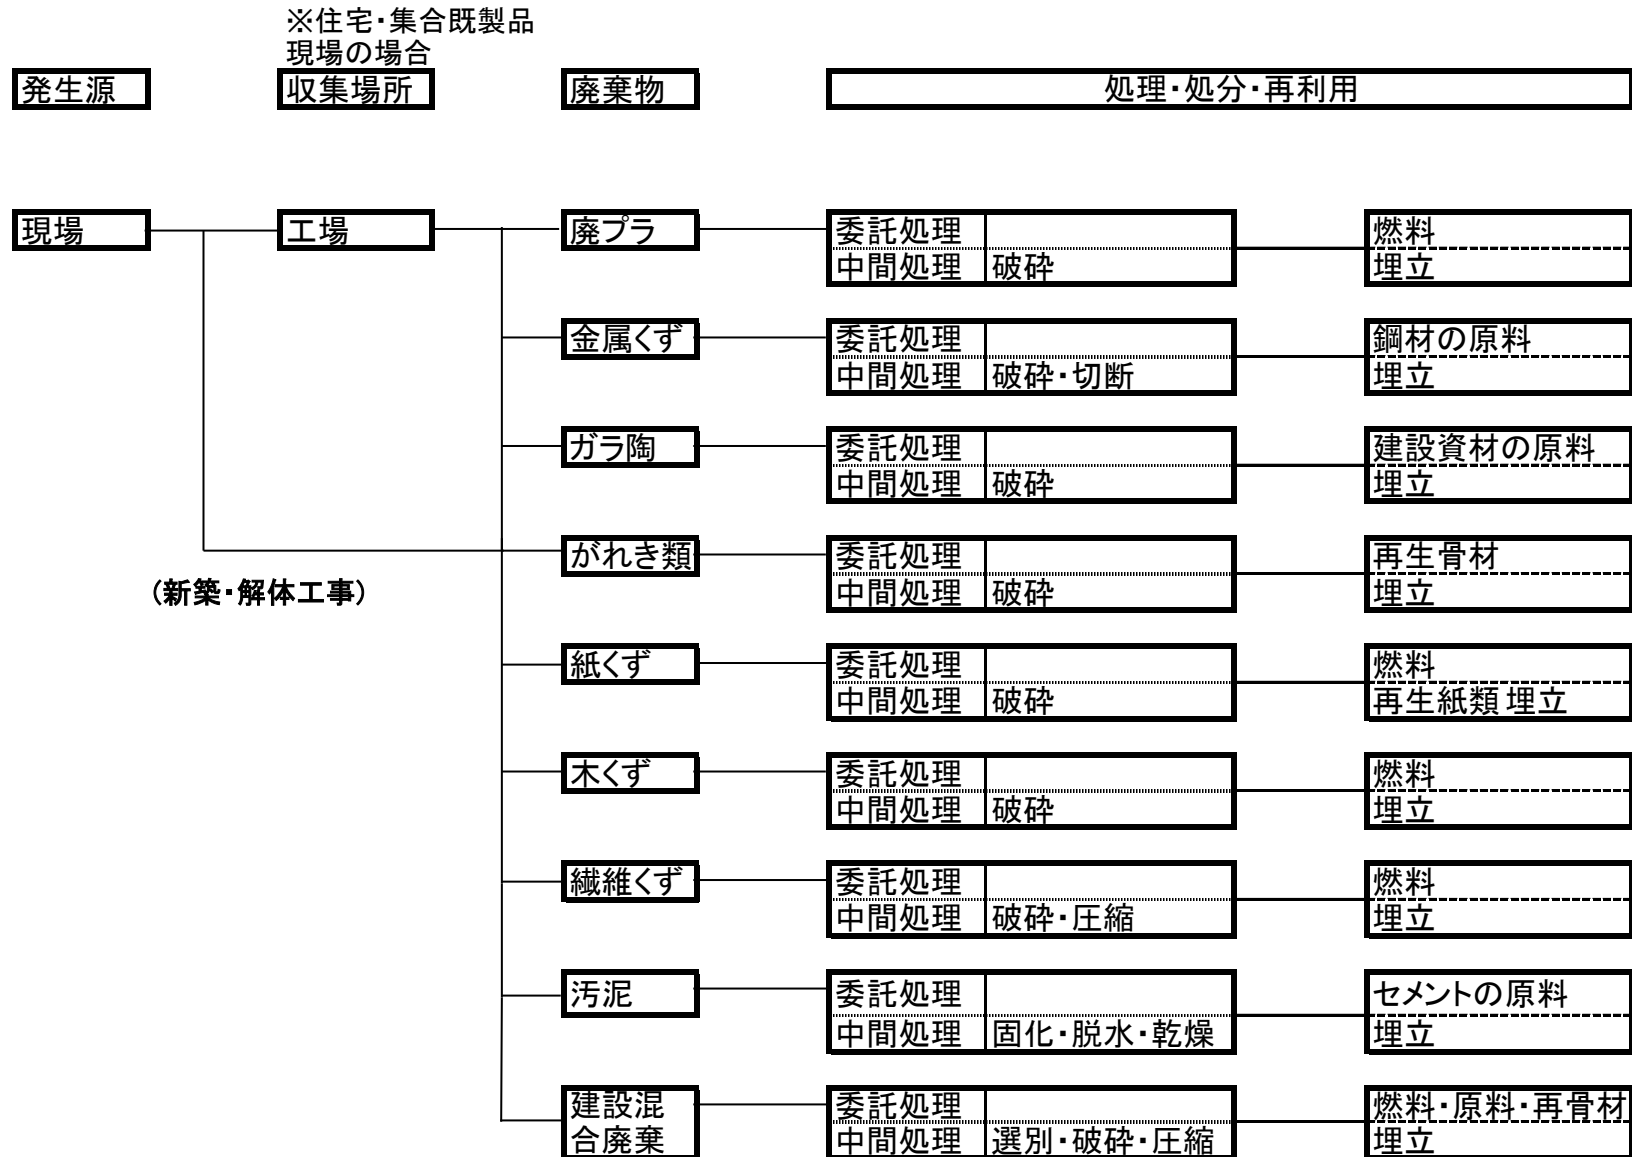 ※住宅・集合既製品
現場の場合
発生源 収集場所 廃棄物 処理・処分・再利用
現場 工場 廃プラ 委託処理 燃料
中間処理 破砕 埋立
金属くず 委託処理 鋼材の原料
中間処理 破砕・切断 埋立
ガラ陶 委託処理 建設資材の原料
中間処理 破砕 埋立
がれき類 委託処理 再生骨材
中間処理 破砕 埋立
(新築・解体工事)
紙くず 委託処理 燃料
中間処理 破砕 再生紙類 埋立
木くず 委託処理 燃料
中間処理 破砕 埋立
繊維くず 委託処理 燃料
中間処理 破砕・圧縮 埋立
汚泥 委託処理 セメントの原料
中間処理 固化・脱水・乾燥 埋立
建設混 委託処理 燃料・原料・再骨材
合廃棄 中間処理 選別・破砕・圧縮 埋立